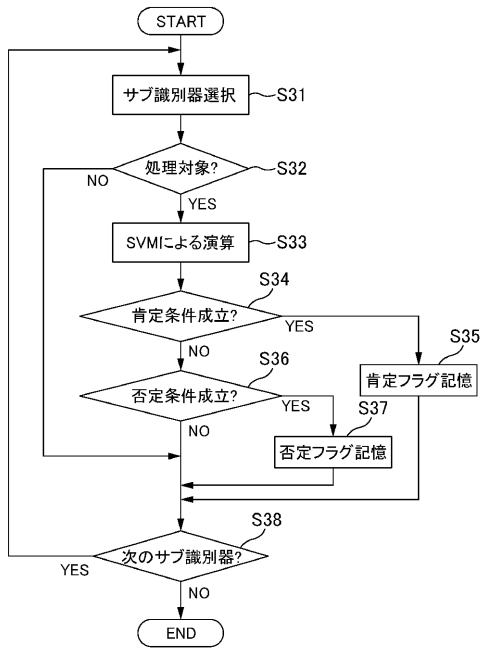 START
サブ識別器選択
S31
処理対象?
S32
NO
YES
SVMによる演算
S33
肯定条件成立?
S34
YES
NO
肯定フラグ記憶
S35
否定条件成立?
S36
YES
NO
否定フラグ記憶
S37
次のサブ識別器?
S38
YES
NO
END